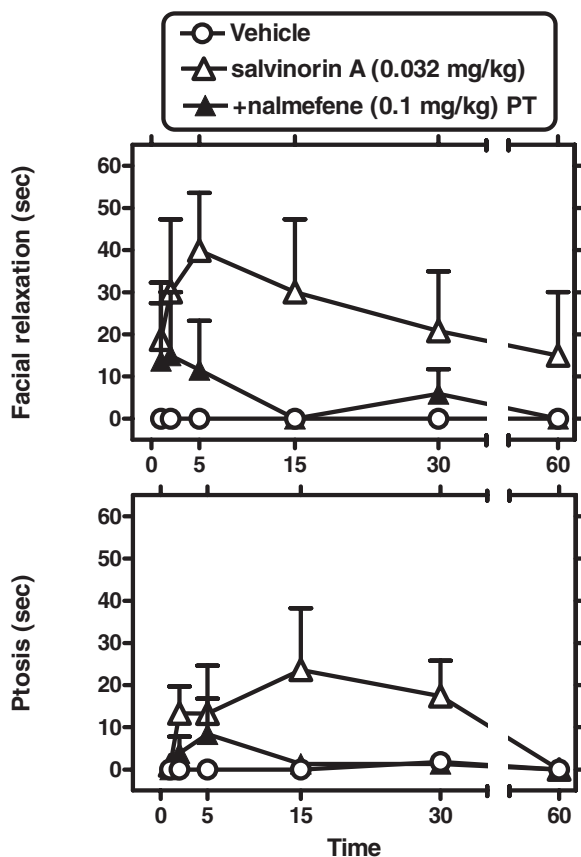 Vehicle
salvinorin A (0.032 mg/kg)
+nalmefene (0.1 mg/kg) PT
Facial relaxation (sec)
60
50
40
30
20
10
0
0 5 15 30 60
Ptosis (sec)
60
50
40
30
20
10
0
0 5 15 30 60
Time